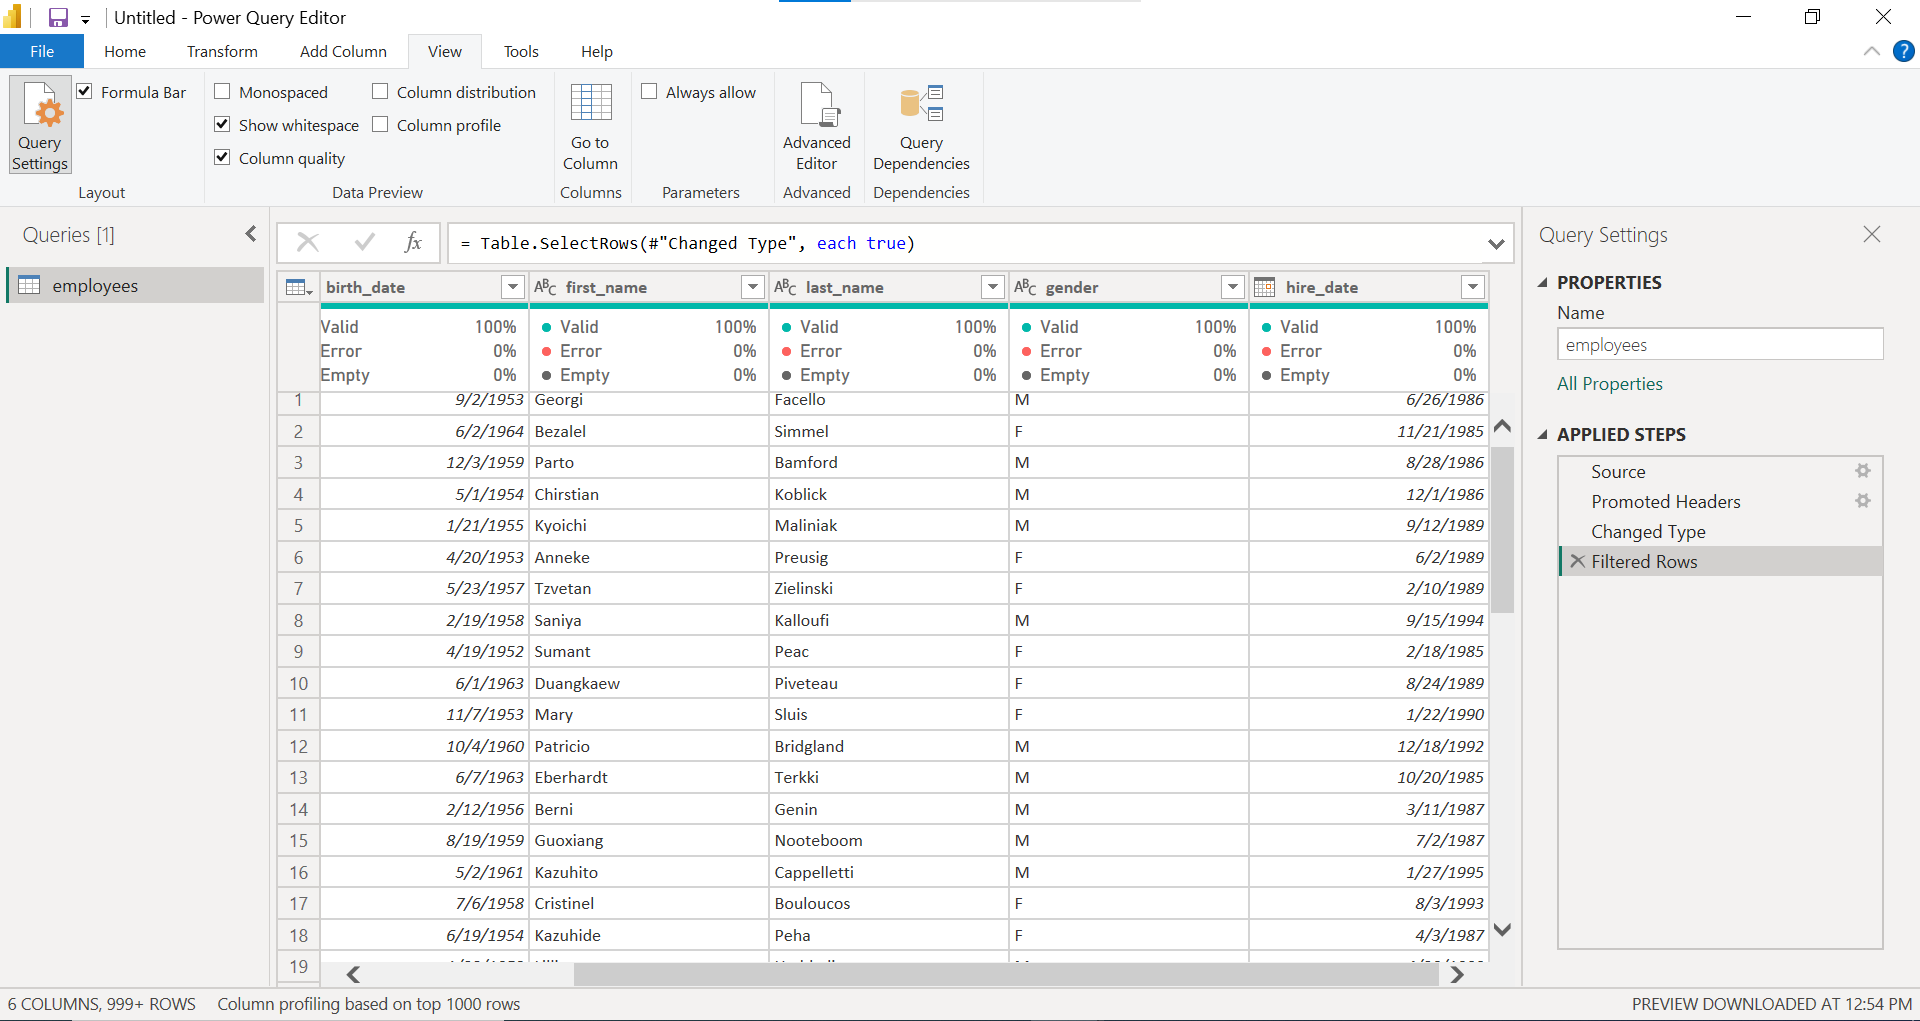 Untitled - Power Query Editor
File Home Transform Add Column View Tools Help
Query Settings
Formula Bar
Layout
Monospaced
Show whitespace
Column quality
Column distribution
Column profile
Data Preview
Go to Column
Columns
Always allow
Parameters
Advanced Editor
Advanced
Query Dependencies
Dependencies
Queries [1]
employees
fx = Table.SelectRows(#"Changed Type", each true)
birth_date ABC first_name ABC last_name ABC gender hire_date
Valid 100% Valid 100% Valid 100% Valid 100% Valid 100%
Error 0% Error 0% Error 0% Error 0% Error 0%
Empty 0% Empty 0% Empty 0% Empty 0% Empty 0%
1 9/2/1953 Georgi Facello M 6/26/1986
2 6/2/1964 Bezalel Simmel F 11/21/1985
3 12/3/1959 Parto Bamford M 8/28/1986
4 5/1/1954 Chirstian Koblick M 12/1/1986
5 1/21/1955 Kyoichi Maliniak M 9/12/1989
6 4/20/1953 Anneke Preusig F 6/2/1989
7 5/23/1957 Tzvetan Zielinski F 2/10/1989
8 2/19/1958 Saniya Kalloufi M 9/15/1994
9 4/19/1952 Sumant Peac F 2/18/1985
10 6/1/1963 Duangkaew Piveteau F 8/24/1989
11 11/7/1953 Mary Sluis F 1/22/1990
12 10/4/1960 Patricio Bridgland M 12/18/1992
13 6/7/1963 Eberhardt Terkki M 10/20/1985
14 2/12/1956 Berni Genin M 3/11/1987
15 8/19/1959 Guoxiang Nooteboom M 7/2/1987
16 5/2/1961 Kazuhito Cappelletti M 1/27/1995
17 7/6/1958 Cristinel Bouloucos F 8/3/1993
18 6/19/1954 Kazuhide Peha F 4/3/1987
19
Query Settings
PROPERTIES
Name
employees
All Properties
APPLIED STEPS
Source
Promoted Headers
Changed Type
Filtered Rows
6 COLUMNS, 999+ ROWS Column profiling based on top 1000 rows
PREVIEW DOWNLOADED AT 12:54 PM